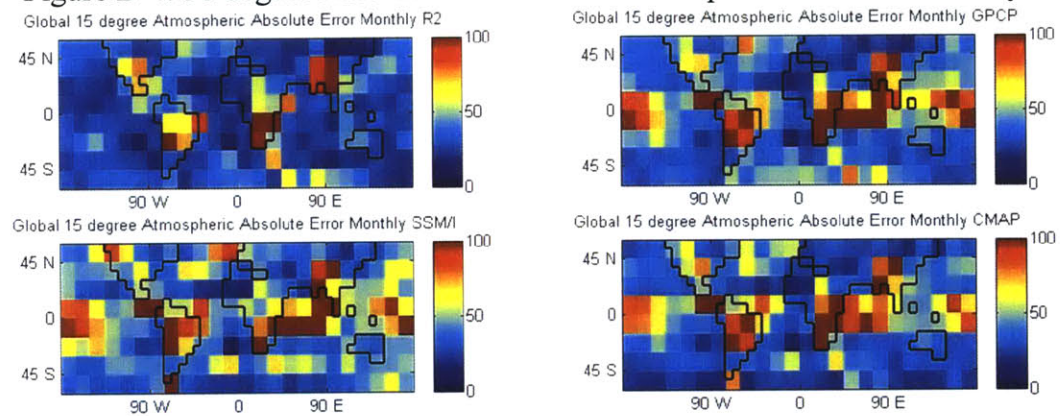 Global 15 degree Atmospheric Absolute Error Monthly R2
45 N
0
45 S
90 W 0 90 E
100
50
0
Global 15 degree Atmospheric Absolute Error Monthly GPCP
45 N
0
45 S
90 W 0 90 E
100
50
0
Global 15 degree Atmospheric Absolute Error Monthly SSM/I
45 N
0
45 S
90 W 0 90 E
100
50
0
Global 15 degree Atmospheric Absolute Error Monthly CMAP
45 N
0
45 S
90 W 0 90 E
100
50
0